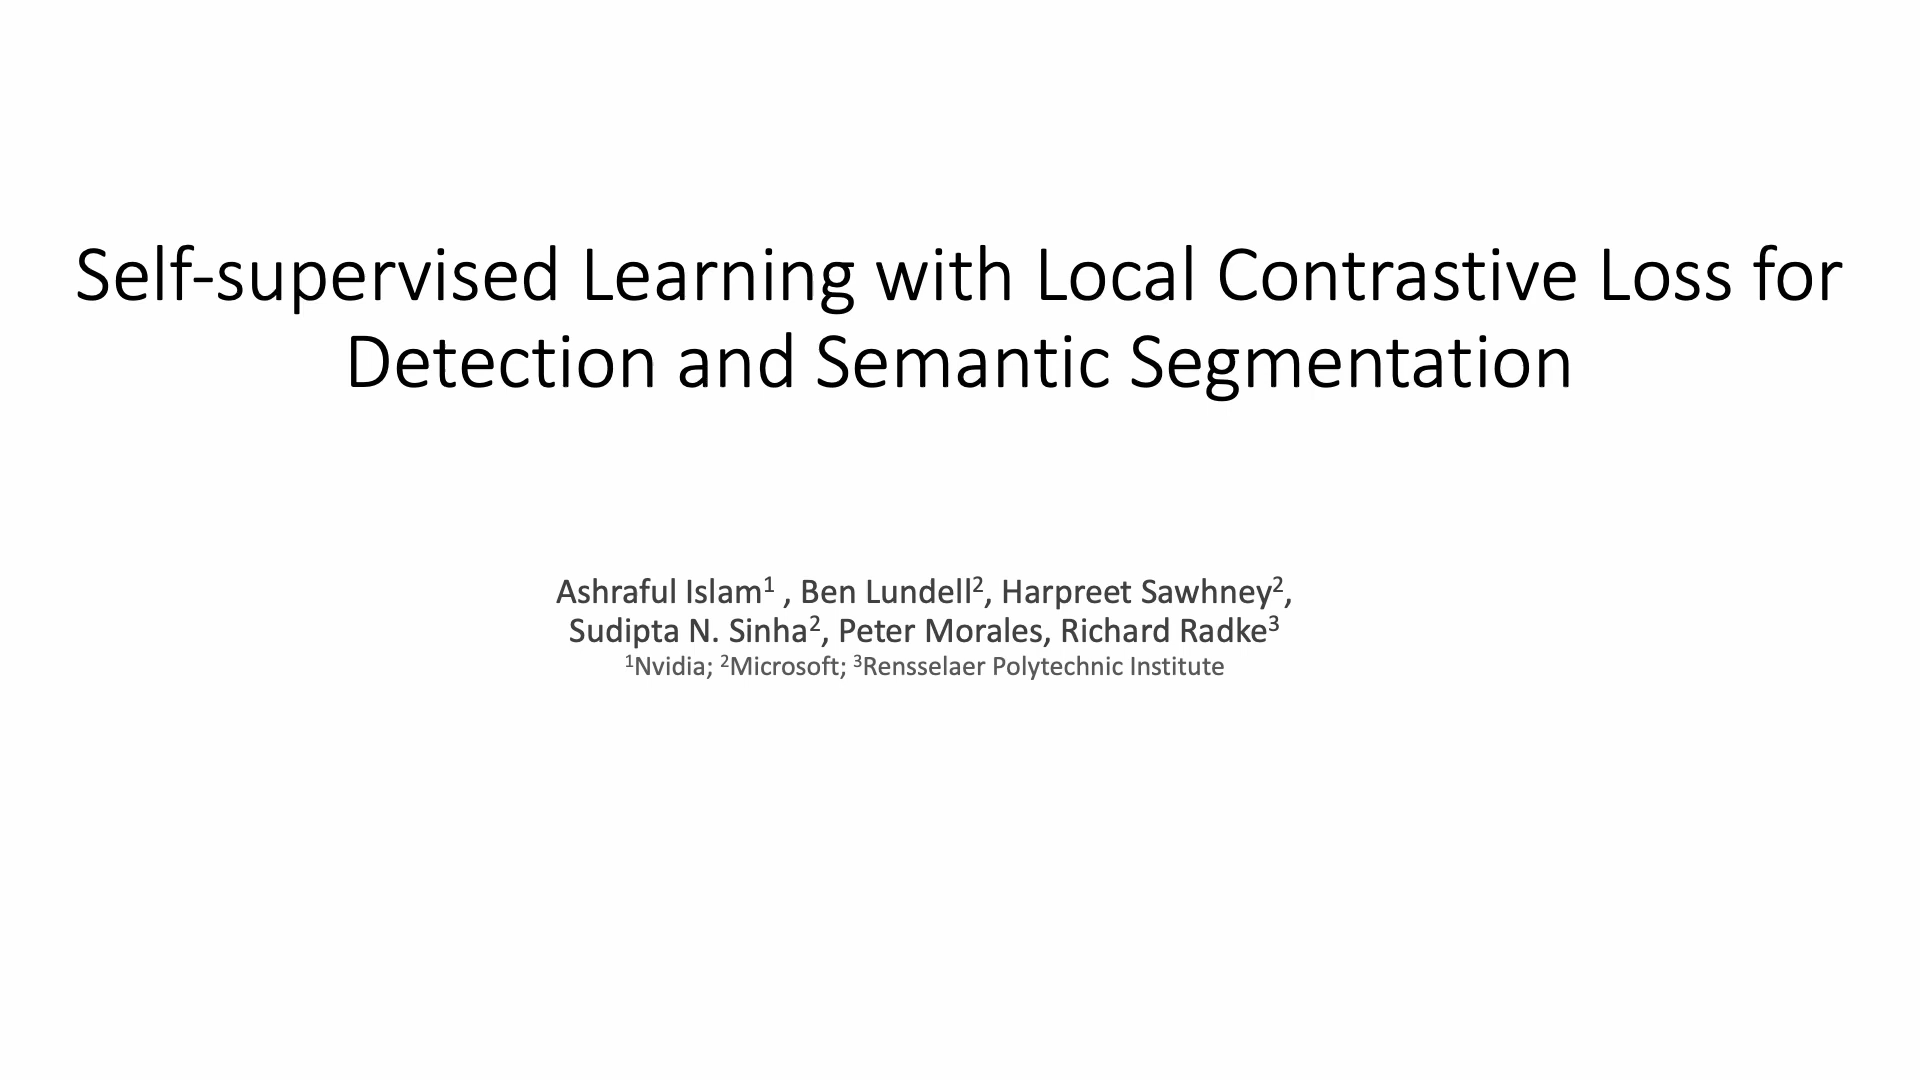 Self-supervised Learning with Local Contrastive Loss for
Detection and Semantic Segmentation
Ashraful Islam¹ , Ben Lundell², Harpreet Sawhney²,
Sudipta N. Sinha², Peter Morales, Richard Radke³
¹Nvidia; ²Microsoft; ³Rensselaer Polytechnic Institute